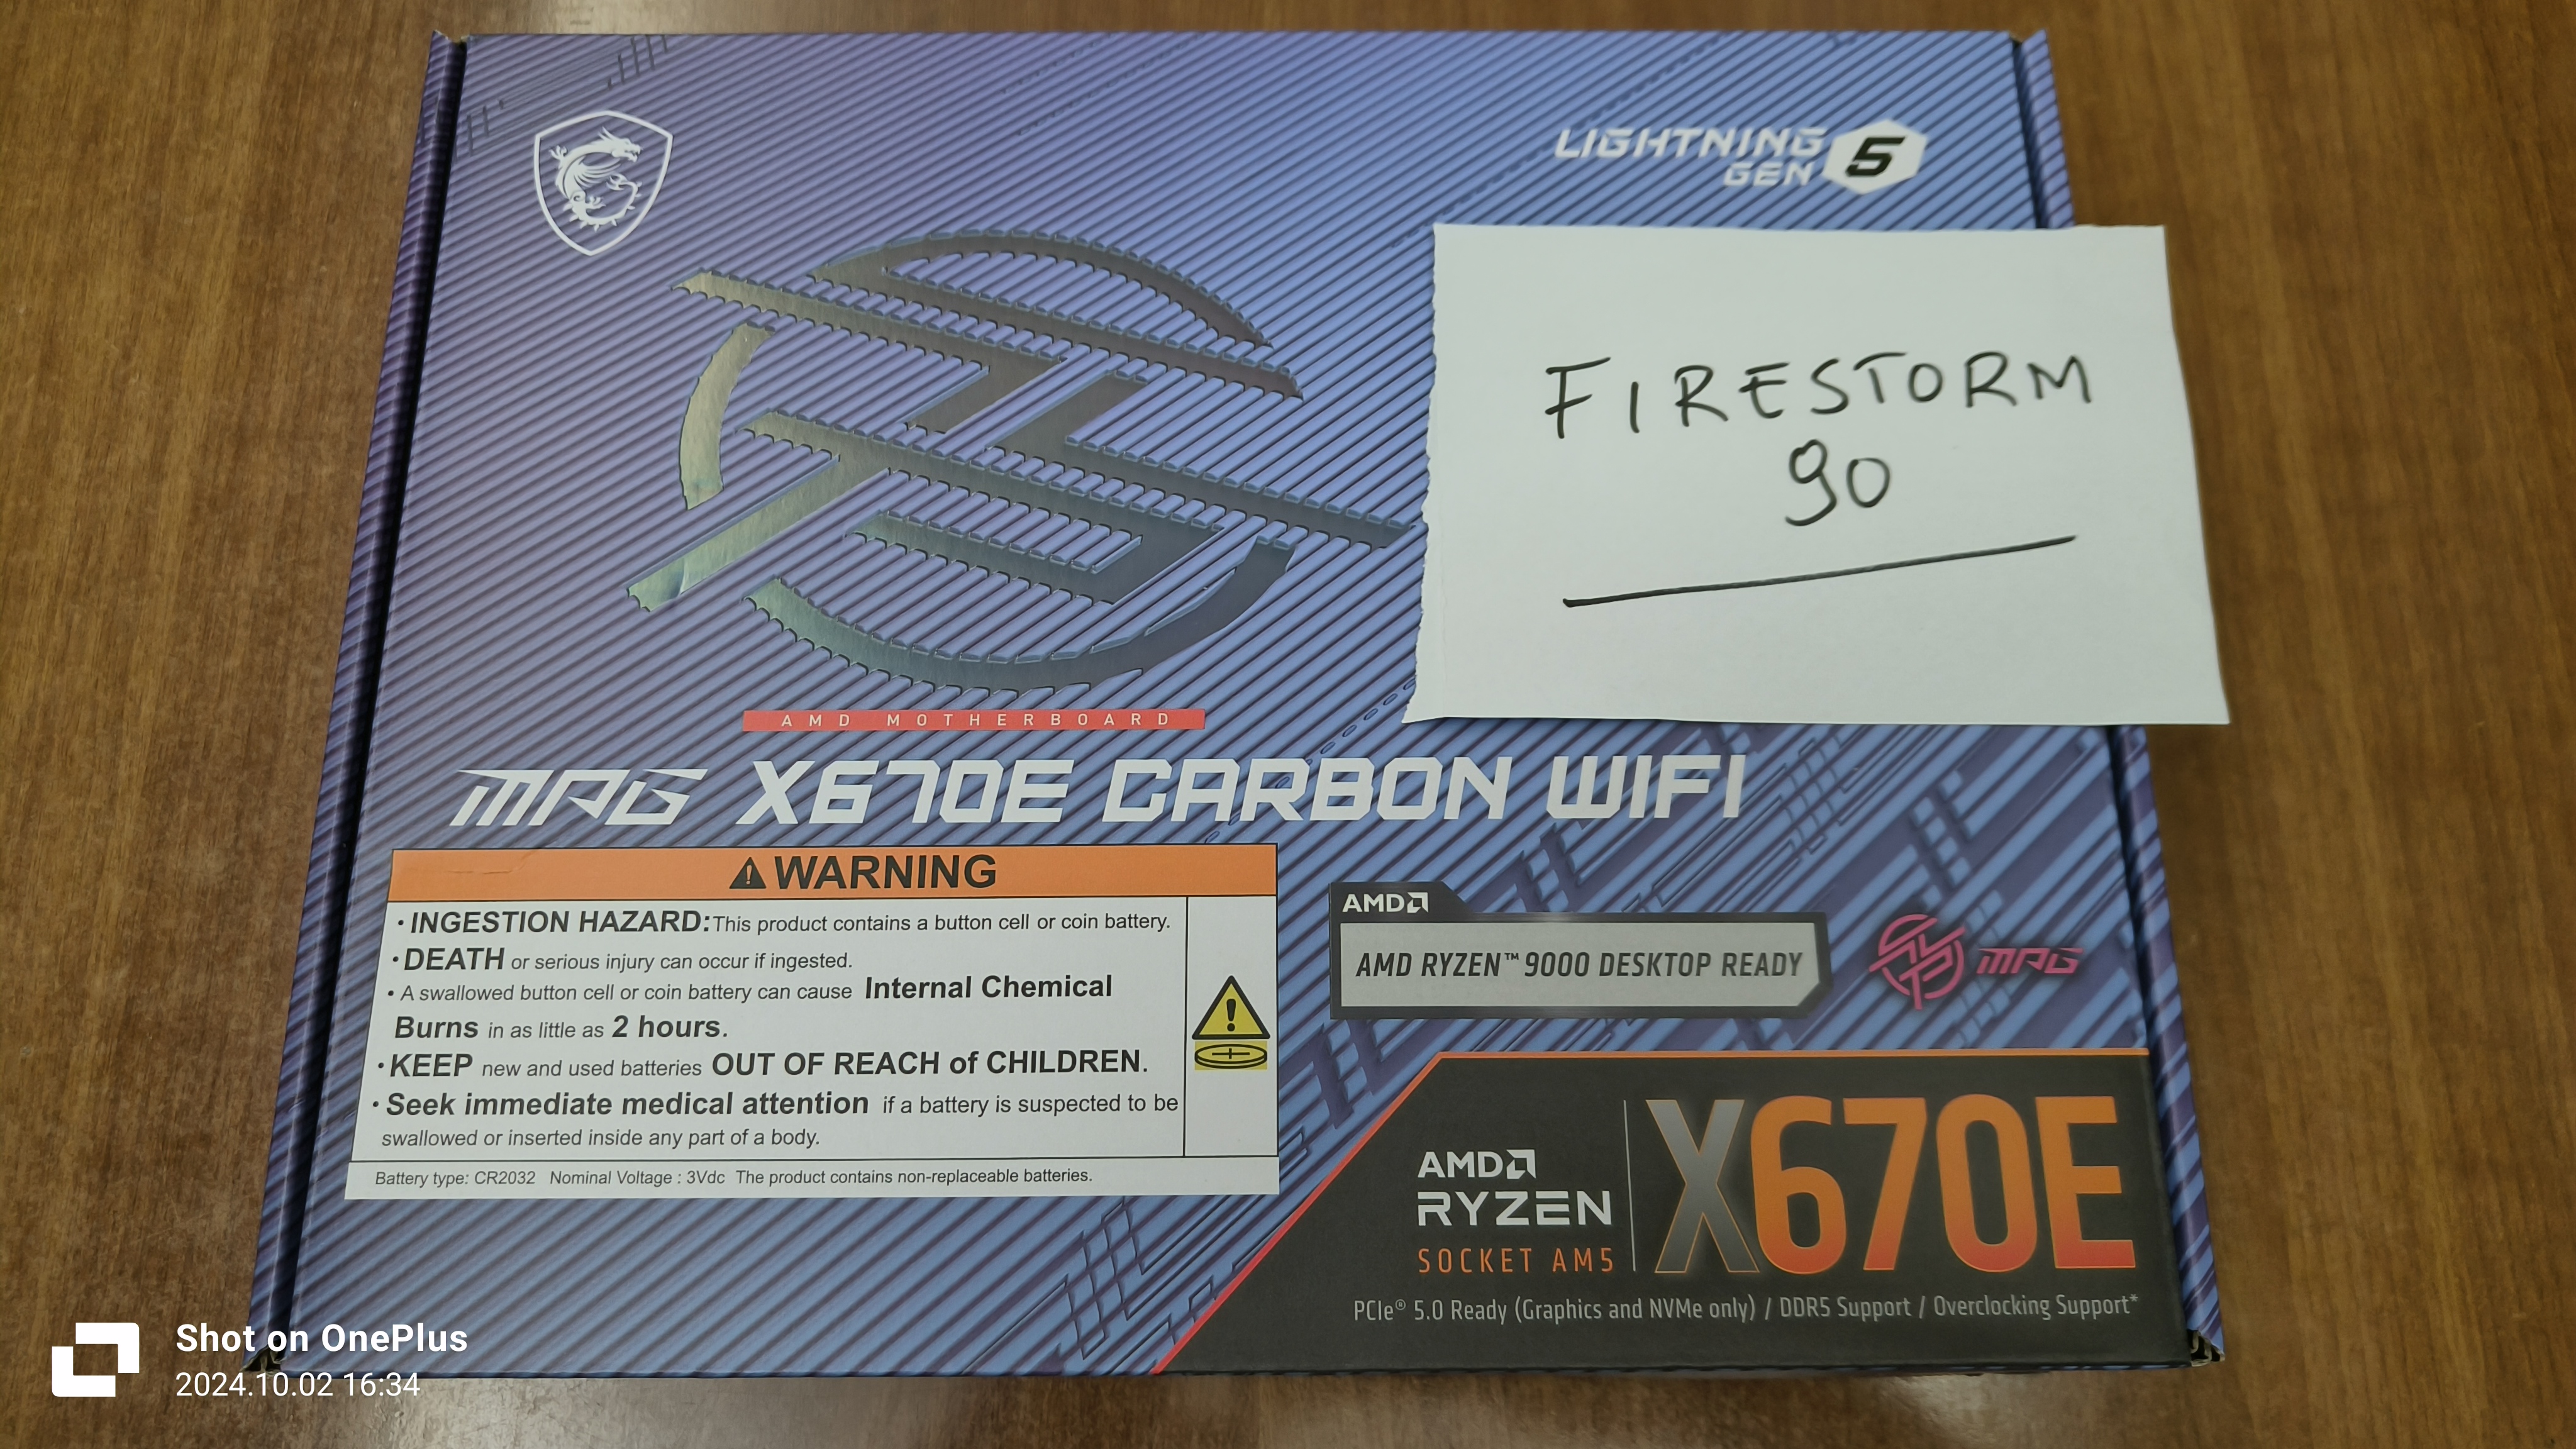 LIGHTNING
GEN 5
FIRESTORM
90
AMD MOTHERBOARD
MPG X670E CARBON WIFI
WARNING
• INGESTION HAZARD: This product contains a button cell or coin battery.
• DEATH or serious injury can occur if ingested.
• A swallowed button cell or coin battery can cause Internal Chemical
Burns in as little as 2 hours.
• KEEP new and used batteries OUT OF REACH of CHILDREN.
• Seek immediate medical attention if a battery is suspected to be
swallowed or inserted inside any part of a body.
Battery type: CR2032 Nominal Voltage : 3Vdc The product contains non-replaceable batteries.
AMD
AMD RYZEN™ 9000 DESKTOP READY
MPG
AMD
RYZEN
SOCKET AM5
X670E
PCIe® 5.0 Ready (Graphics and NVMe only) / DDR5 Support / Overclocking Support*
Shot on OnePlus
2024.10.02 16:34